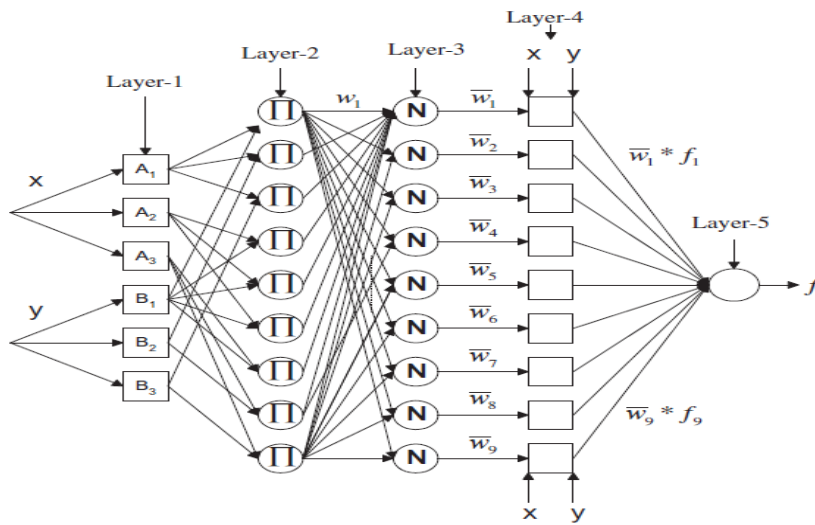 Layer-1
Layer-2
Layer-3
Layer-4
Layer-5
x
y
A₁
A₂
A₃
B₁
B₂
B₃
Π
Π
Π
Π
Π
Π
Π
Π
Π
w₁
N
N
N
N
N
N
N
N
N
w̅₁
w̅₂
w̅₃
w̅₄
w̅₅
w̅₆
w̅₇
w̅₈
w̅₉
x y
x y
w̅₁ * f₁
w̅₉ * f₉
f